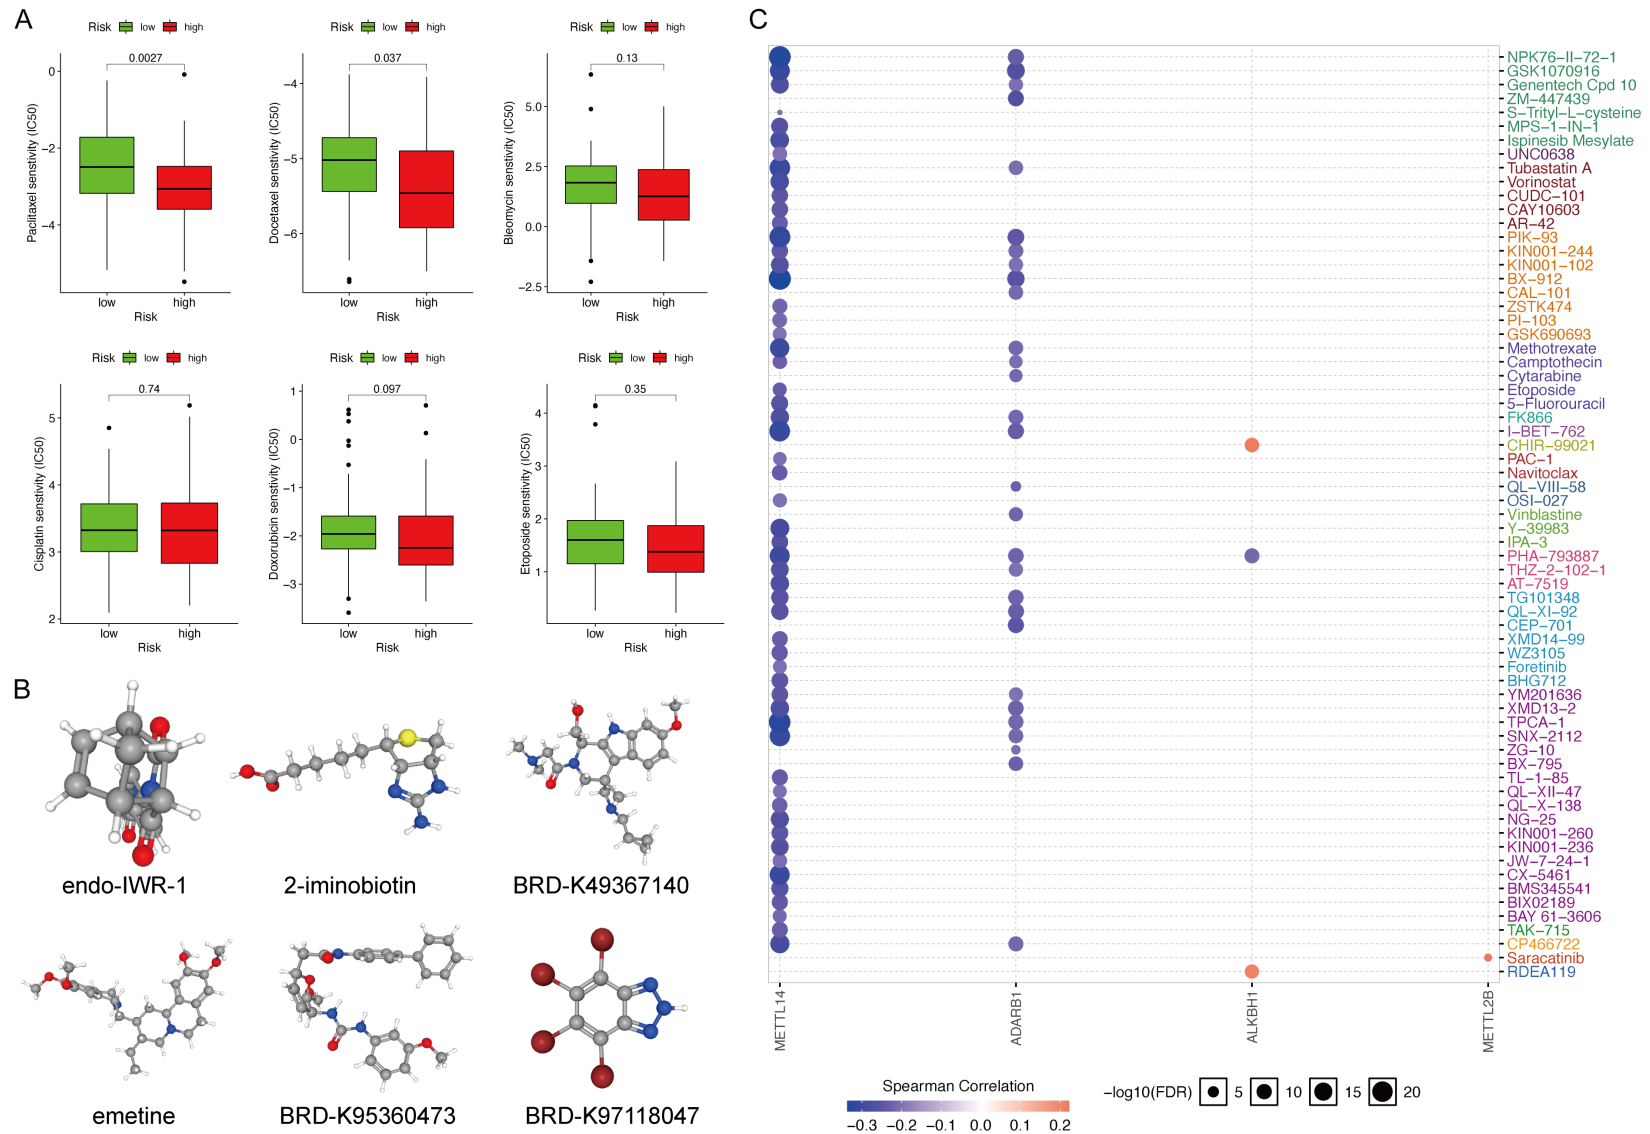 A
Risk low high
0.0027
Paclitaxel senstivity (IC50)
0
−2
−4
low high
Risk
Risk low high
0.037
Docetaxel senstivity (IC50)
−4
−5
−6
low high
Risk
Risk low high
0.13
Bleomycin senstivity (IC50)
5.0
2.5
0.0
−2.5
low high
Risk
Risk low high
0.74
Cisplatin senstivity (IC50)
5
4
3
2
low high
Risk
Risk low high
0.097
Doxorubicin senstivity (IC50)
1
0
−1
−2
−3
low high
Risk
Risk low high
0.35
Etoposide senstivity (IC50)
4
3
2
1
low high
Risk
B
endo-IWR-1
2-iminobiotin
BRD-K49367140
emetine
BRD-K95360473
BRD-K97118047
C
NPK76−II−72−1
GSK1070916
Genentech Cpd 10
ZM−447439
S−Trityl−L−cysteine
MPS−1−IN−1
Ispinesib Mesylate
UNC0638
Tubastatin A
Vorinostat
CUDC−101
CAY10603
AR−42
PIK−93
KIN001−244
KIN001−102
BX−912
CAL−101
ZSTK474
PI−103
GSK690693
Methotrexate
Camptothecin
Cytarabine
Etoposide
5−Fluorouracil
FK866
I−BET−762
CHIR−99021
PAC−1
Navitoclax
QL−VIII−58
OSI−027
Vinblastine
Y−39983
IPA−3
PHA−793887
THZ−2−102−1
AT−7519
TG101348
QL−XI−92
CEP−701
XMD14−99
WZ3105
Foretinib
BHG712
YM201636
XMD13−2
TPCA−1
SNX−2112
ZG−10
BX−795
TL−1−85
QL−XII−47
QL−X−138
NG−25
KIN001−260
KIN001−236
JW−7−24−1
CX−5461
BMS345541
BIX02189
BAY 61−3606
TAK−715
CP466722
Saracatinib
RDEA119
METTL14
ADARB1
ALKBH1
METTL2B
Spearman Correlation
−0.3 −0.2 −0.1 0.0 0.1 0.2
−log10(FDR) 5 10 15 20